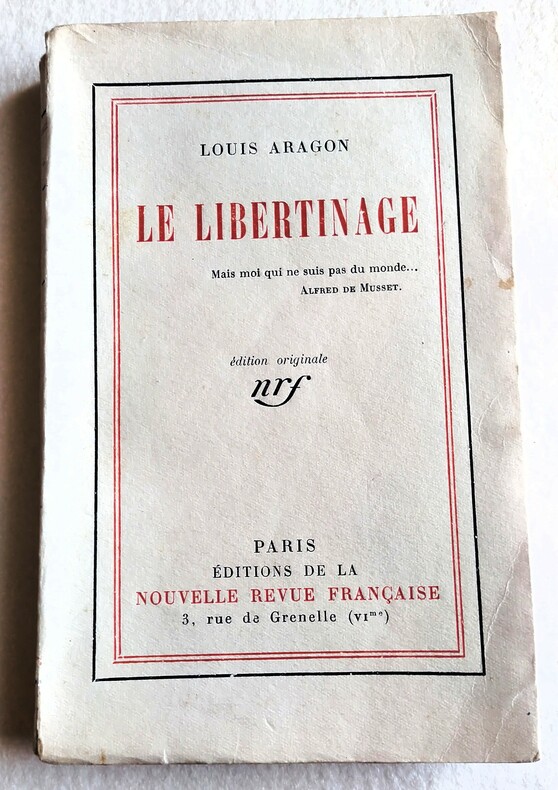 LOUIS ARAGON
LE LIBERTINAGE
Mais moi qui ne suis pas du monde...
ALFRED DE MUSSET.
édition originale
nrf
PARIS
ÉDITIONS DE LA
NOUVELLE REVUE FRANÇAISE
3, rue de Grenelle (VIme)